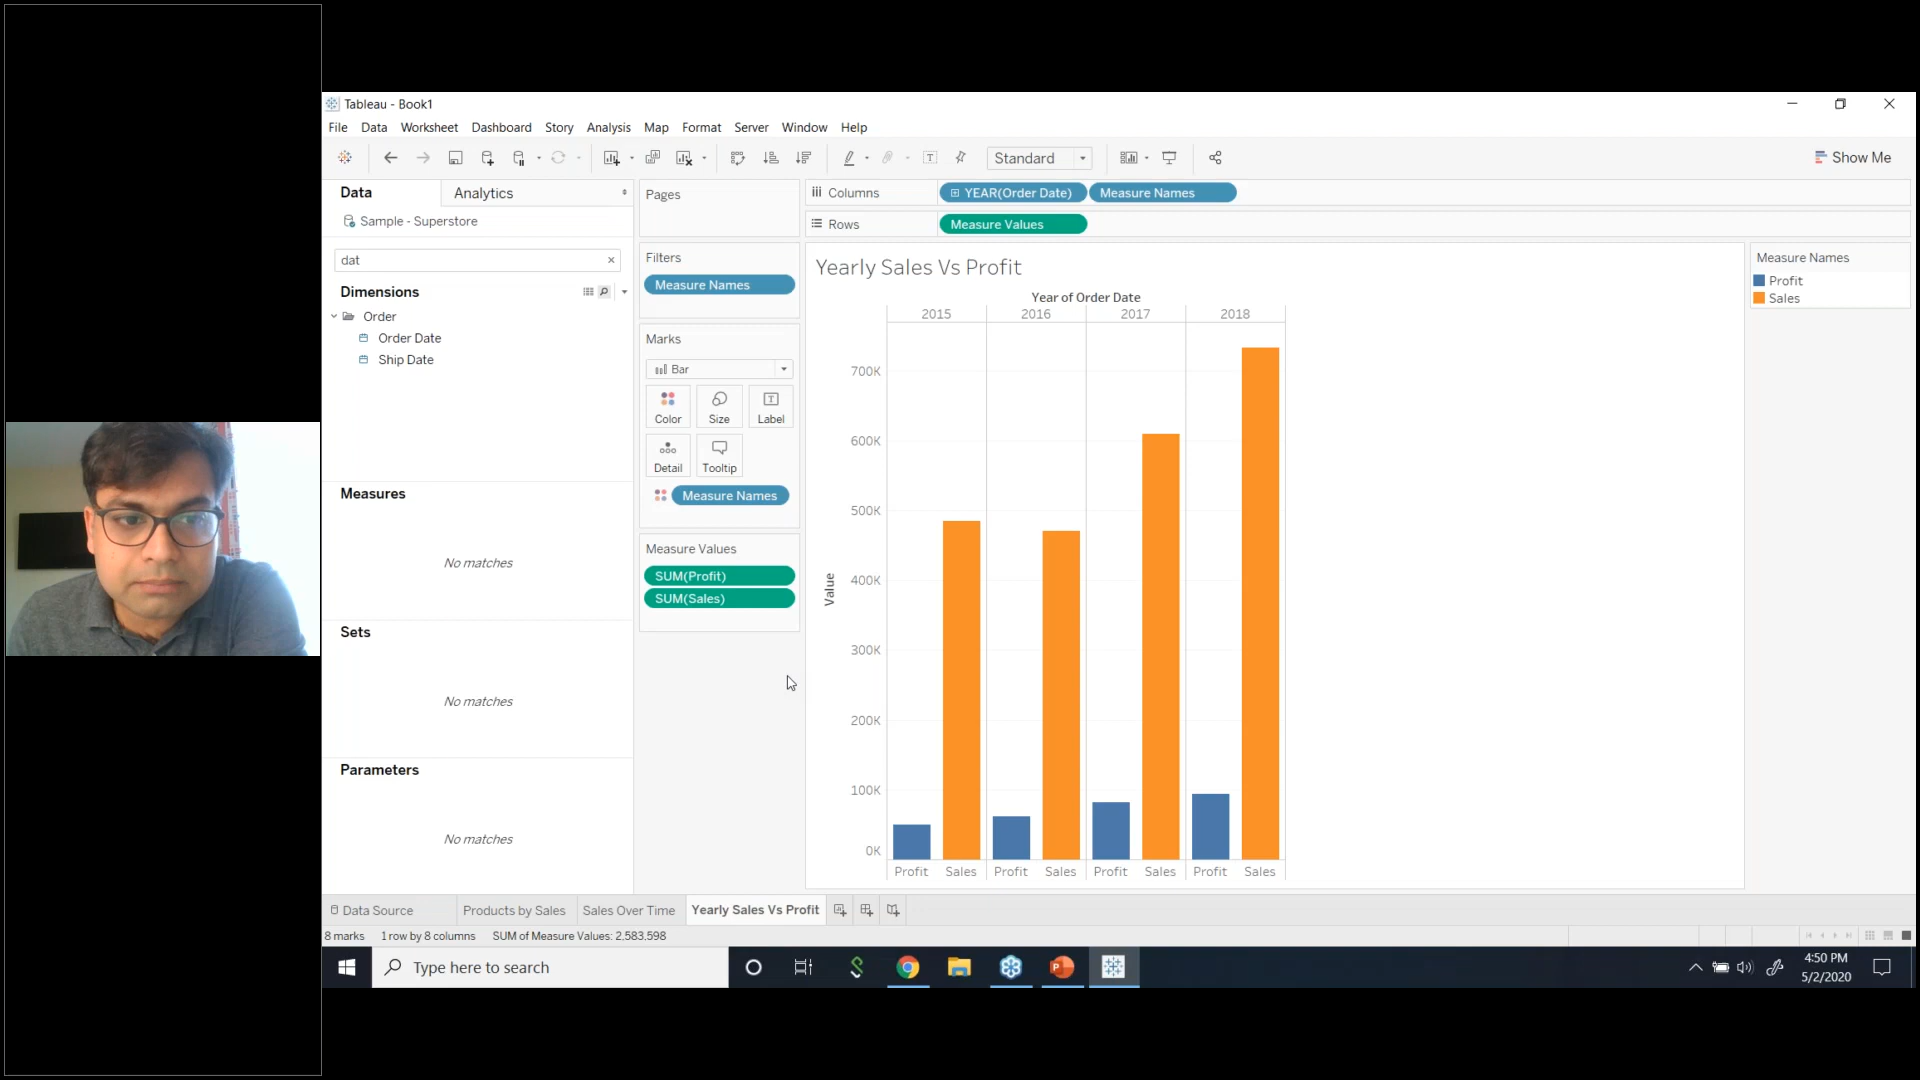 Tableau - Book1
File Data Worksheet Dashboard Story Analysis Map Format Server Window Help
Standard
Show Me
Data
Analytics
Sample - Superstore
dat
Dimensions
Order
Order Date
Ship Date
Measures
No matches
Sets
No matches
Parameters
No matches
Pages
Filters
Measure Names
Marks
Bar
Color
Size
Label
Detail
Tooltip
Measure Names
Measure Values
SUM(Profit)
SUM(Sales)
Columns
YEAR(Order Date)
Measure Names
Rows
Measure Values
Yearly Sales Vs Profit
Year of Order Date
2015 2016 2017 2018
700K
600K
500K
400K
300K
200K
100K
0K
Value
Profit Sales Profit Sales Profit Sales Profit Sales
Measure Names
Profit
Sales
Data Source
Products by Sales
Sales Over Time
Yearly Sales Vs Profit
8 marks
1 row by 8 columns
SUM of Measure Values: 2,583,598
Type here to search
4:50 PM
5/2/2020